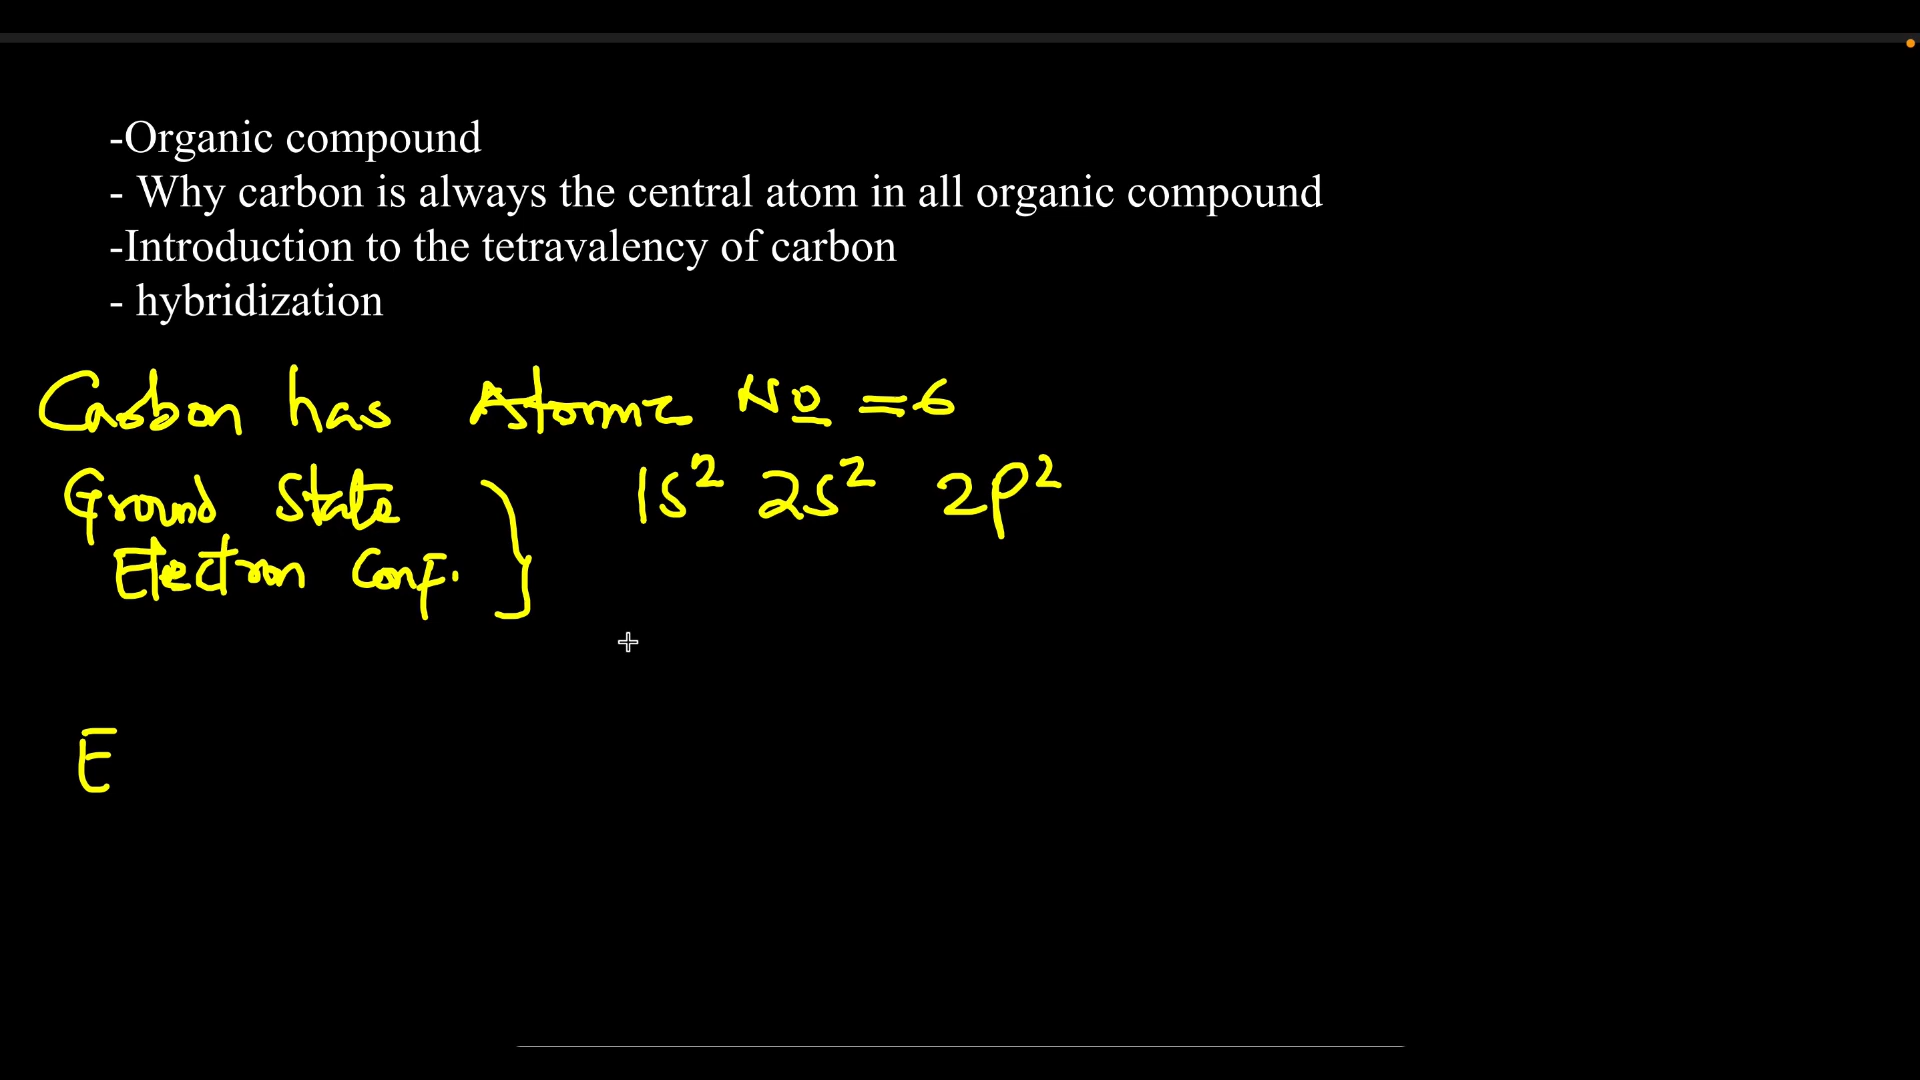 -Organic compound
- Why carbon is always the central atom in all organic compound
-Introduction to the tetravalency of carbon
- hybridization
Carbon has Atomic No = 6
Ground State } 1s² 2s² 2p²
Electron Conf.
E